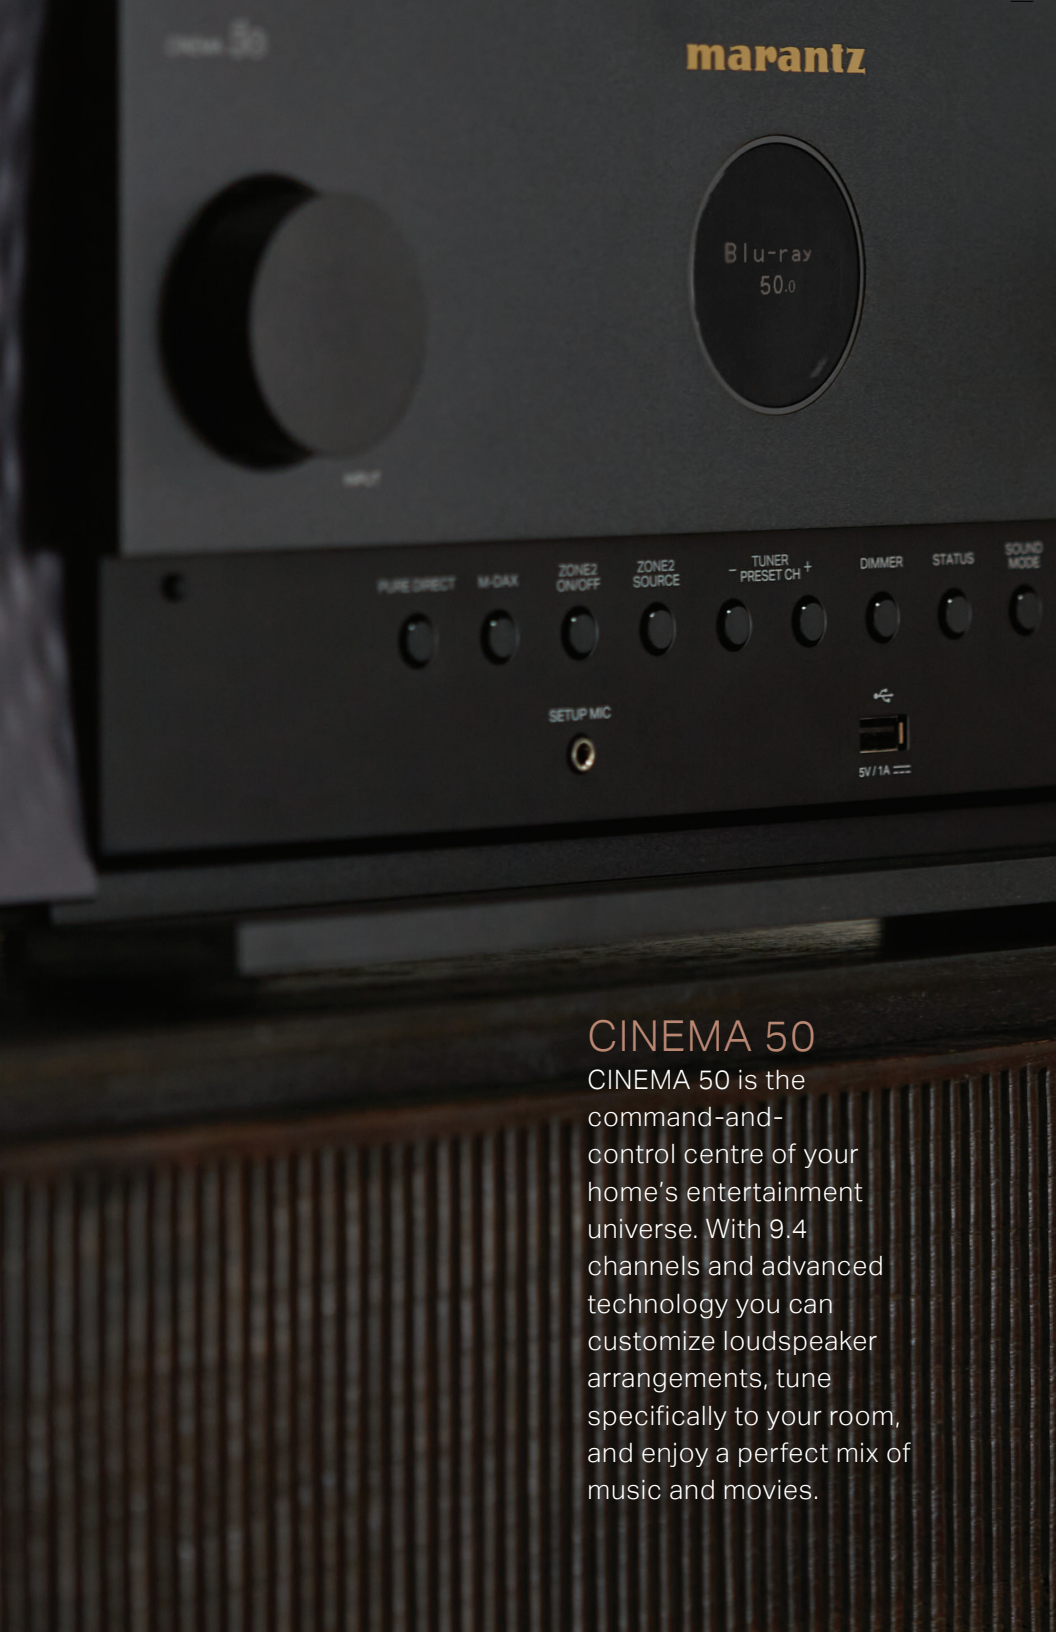 CINEMA 50
marantz
Blu-ray
50.0
INPUT
PURE DIRECT
M-DAX
ZONE2
ON/OFF
ZONE2
SOURCE
TUNER
– PRESET CH +
DIMMER
STATUS
SOUND
MODE
SETUP MIC
5V/1A
CINEMA 50
CINEMA 50 is the
command-and-
control centre of your
home’s entertainment
universe. With 9.4
channels and advanced
technology you can
customize loudspeaker
arrangements, tune
specifically to your room,
and enjoy a perfect mix of
music and movies.